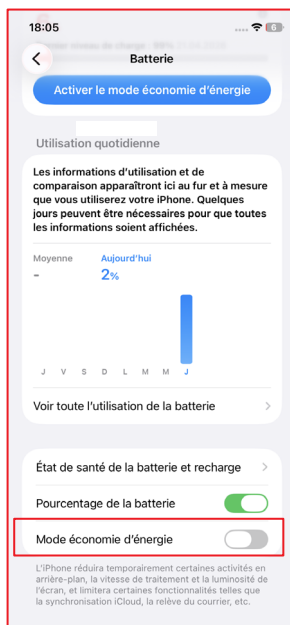 18:05
6
Batterie
Activer le mode économie d'énergie
Utilisation quotidienne
Les informations d'utilisation et de
comparaison apparaîtront ici au fur et à mesure
que vous utiliserez votre iPhone. Quelques
jours peuvent être nécessaires pour que toutes
les informations soient affichées.
Moyenne Aujourd'hui
- 2%
J V S D L M M J
Voir toute l'utilisation de la batterie
État de santé de la batterie et recharge
Pourcentage de la batterie
Mode économie d'énergie
L'iPhone réduira temporairement certaines activités en
arrière-plan, la vitesse de traitement et la luminosité de
l'écran, et limitera certaines fonctionnalités telles que
la synchronisation iCloud, la relève du courrier, etc.